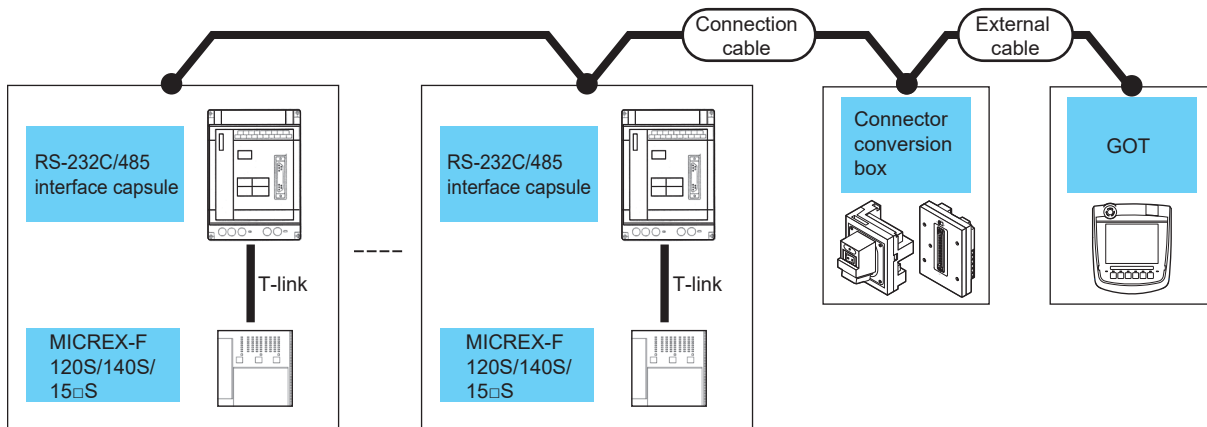 Connection
cable
External
cable
RS-232C/485
interface capsule
T-link
MICREX-F
120S/140S/
15□S
RS-232C/485
interface capsule
T-link
MICREX-F
120S/140S/
15□S
Connector
conversion
box
GOT